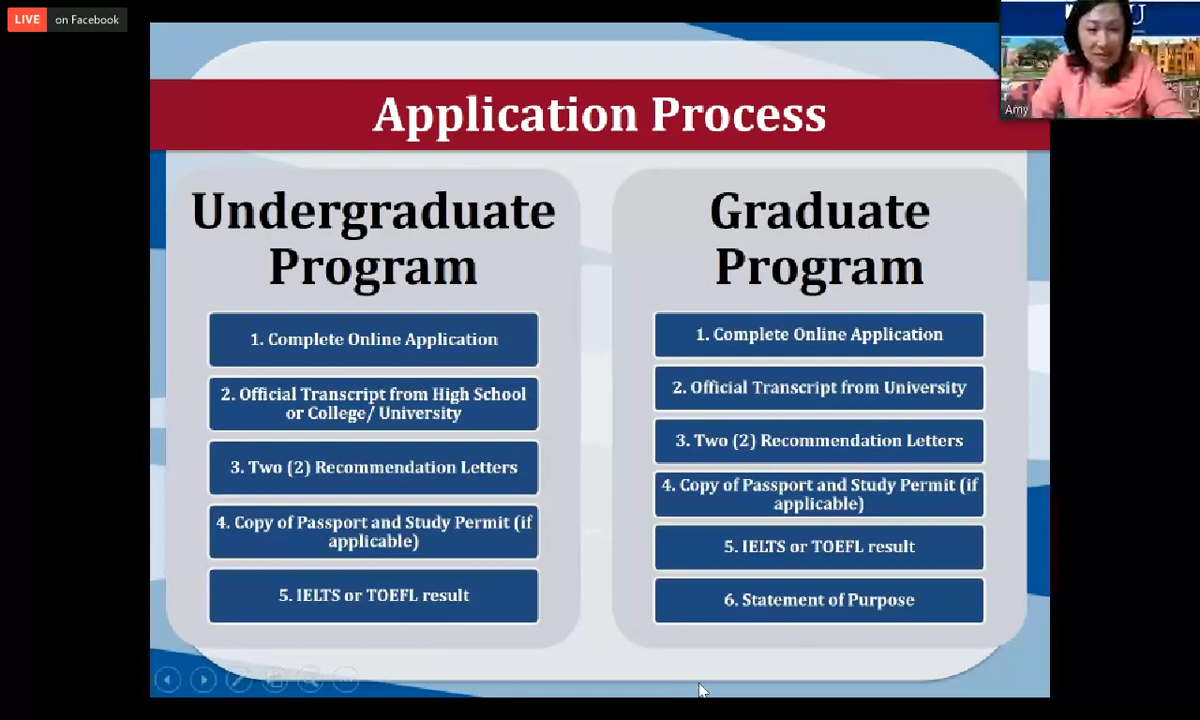 LIVE on Facebook
U
Amy
Application Process
Undergraduate
Program
1. Complete Online Application
2. Official Transcript from High School
or College/ University
3. Two (2) Recommendation Letters
4. Copy of Passport and Study Permit (if
applicable)
5. IELTS or TOEFL result
Graduate
Program
1. Complete Online Application
2. Official Transcript from University
3. Two (2) Recommendation Letters
4. Copy of Passport and Study Permit (if
applicable)
5. IELTS or TOEFL result
6. Statement of Purpose